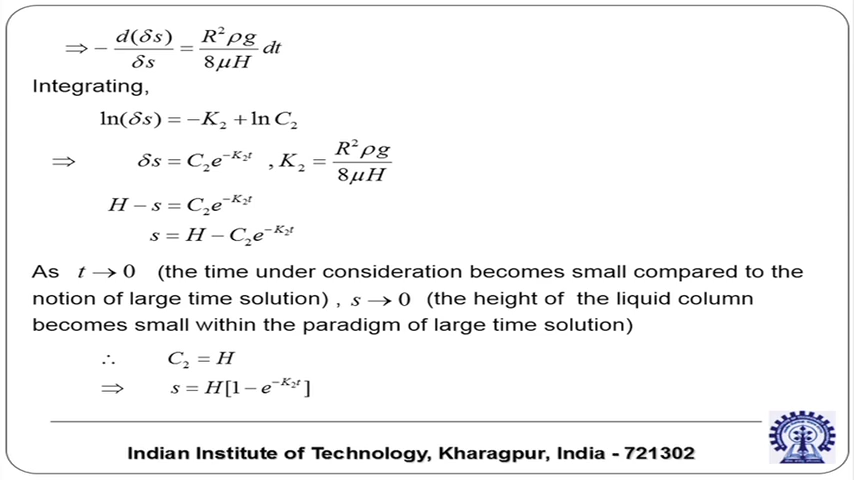 ⇒ − d(δs)/δs = R²ρg/8μH dt
Integrating,
ln(δs) = −K₂ + ln C₂
⇒ δs = C₂e^{−K₂t} , K₂ = R²ρg/8μH
H − s = C₂e^{−K₂t}
s = H − C₂e^{−K₂t}
As t → 0 (the time under consideration becomes small compared to the
notion of large time solution) , s → 0 (the height of the liquid column
becomes small within the paradigm of large time solution)
∴ C₂ = H
⇒ s = H[1 − e^{−K₂t}]
Indian Institute of Technology, Kharagpur, India - 721302